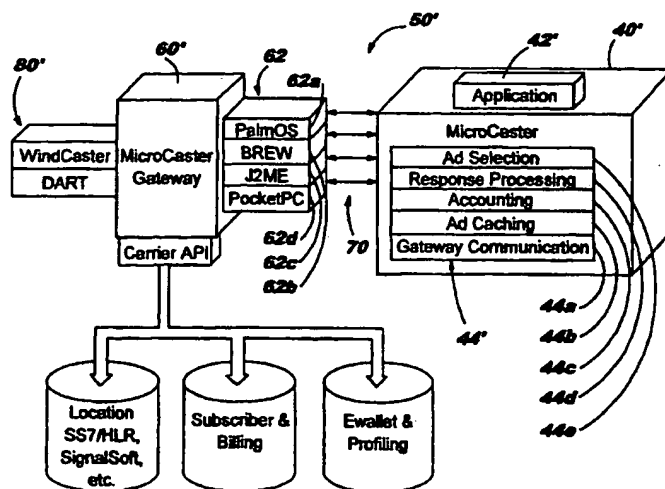 50'
40'
42'
60'
62
62a
80'
Application
PalmOS
MicroCaster
WindCaster
MicroCaster
Gateway
BREW
Ad Selection
DART
J2ME
Response Processing
PocketPC
Accounting
Ad Caching
Carrier API
62d
70
Gateway Communication
62c
62b
44'
44a
44b
44c
44d
44e
Location
SS7/HLR,
SignalSoft,
etc.
Subscriber &
Billing
Ewallet &
Profiling